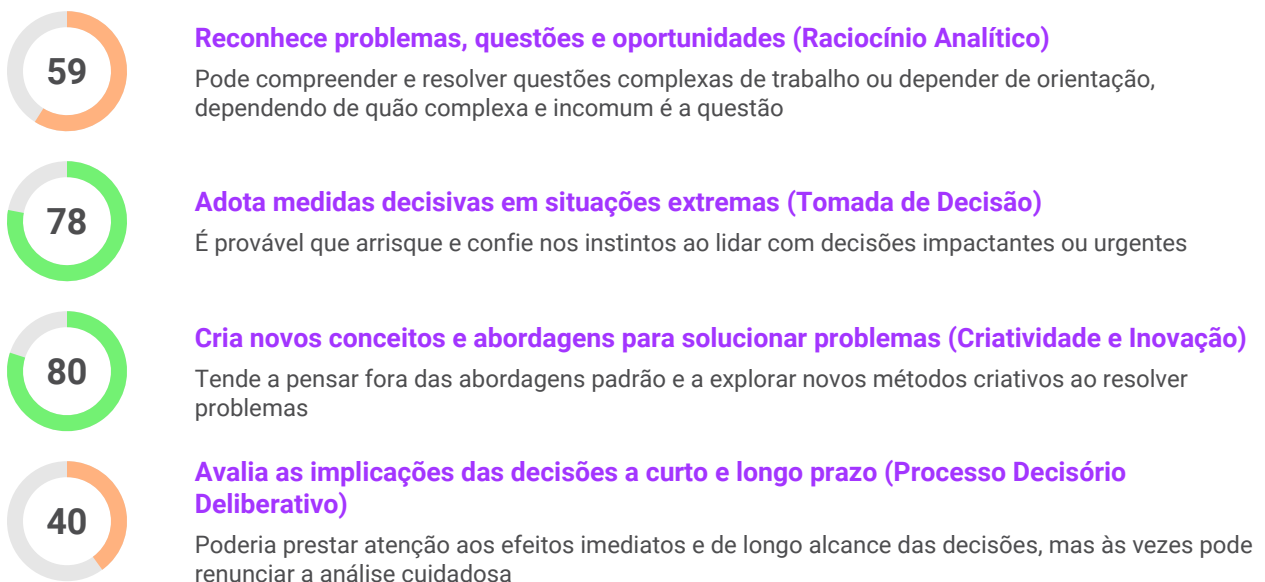 59
Reconhece problemas, questões e oportunidades (Raciocínio Analítico)
Pode compreender e resolver questões complexas de trabalho ou depender de orientação,
dependendo de quão complexa e incomum é a questão
78
Adota medidas decisivas em situações extremas (Tomada de Decisão)
É provável que arrisque e confie nos instintos ao lidar com decisões impactantes ou urgentes
80
Cria novos conceitos e abordagens para solucionar problemas (Criatividade e Inovação)
Tende a pensar fora das abordagens padrão e a explorar novos métodos criativos ao resolver
problemas
40
Avalia as implicações das decisões a curto e longo prazo (Processo Decisório
Deliberativo)
Poderia prestar atenção aos efeitos imediatos e de longo alcance das decisões, mas às vezes pode
renunciar a análise cuidadosa